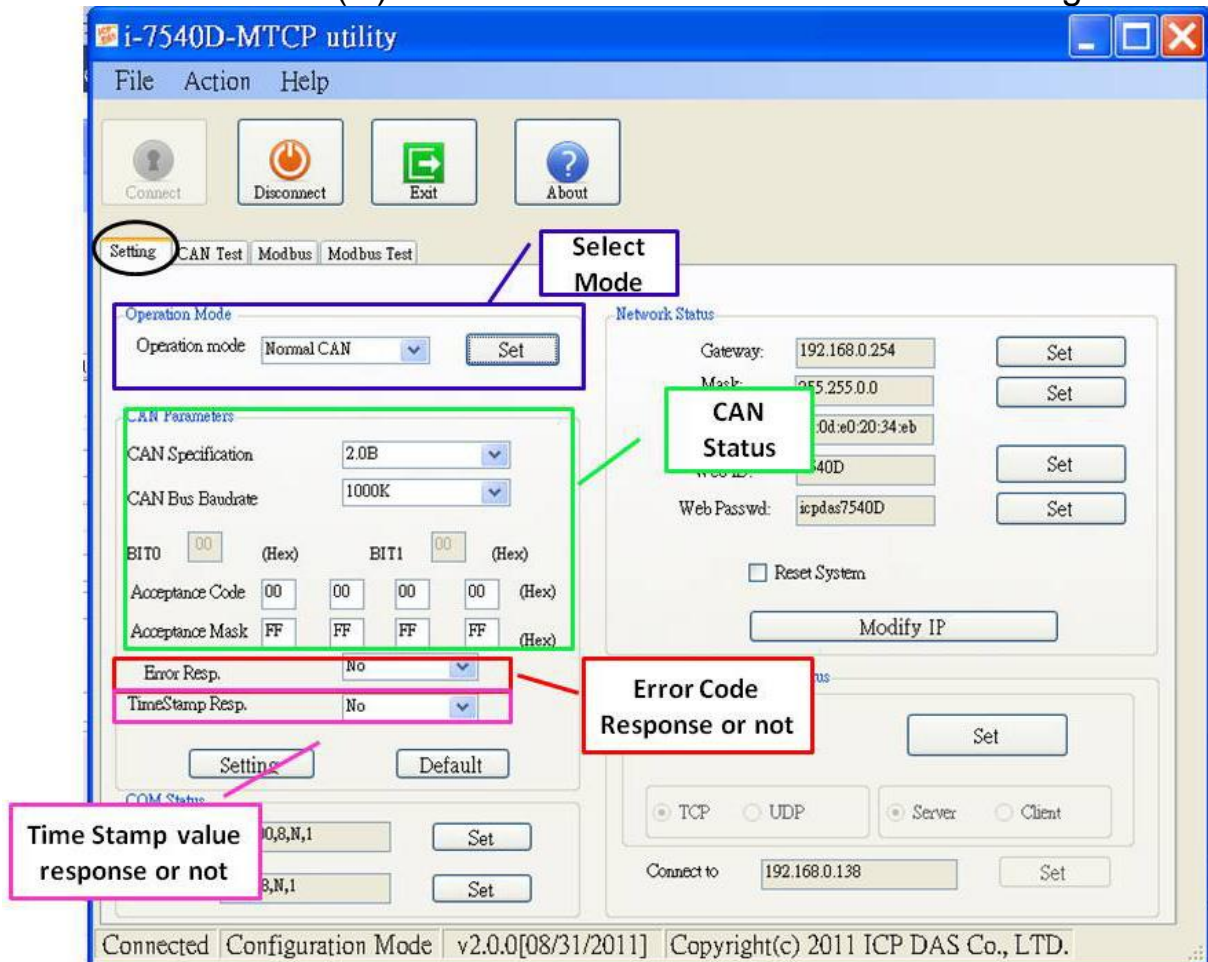 i-7540D-MTCP utility
File Action Help
Connect
Disconnect
Exit
About
Setting
CAN Test
Modbus
Modbus Test
Select
Mode
Operation Mode
Operation mode Normal CAN Set
CAN Parameters
CAN Specification 2.0B
CAN Bus Baudrate 1000K
BIT0 00 (Hex) BIT1 00 (Hex)
Acceptance Code 00 00 00 00 (Hex)
Acceptance Mask FF FF FF FF (Hex)
Error Resp. No
TimeStamp Resp. No
Setting Default
CAN
Status
Error Code
Response or not
Time Stamp value
response or not
COM Status
0,8,N,1 Set
8,N,1 Set
Network Status
Gateway: 192.168.0.254 Set
Mask: 255.255.0.0 Set
:0d:e0:20:34:eb
540D Set
Web Passwd: icpdas7540D Set
Reset System
Modify IP
Set
TCP UDP Server Client
Connect to 192.168.0.138 Set
Connected Configuration Mode v2.0.0[08/31/2011] Copyright(c) 2011 ICP DAS Co., LTD.